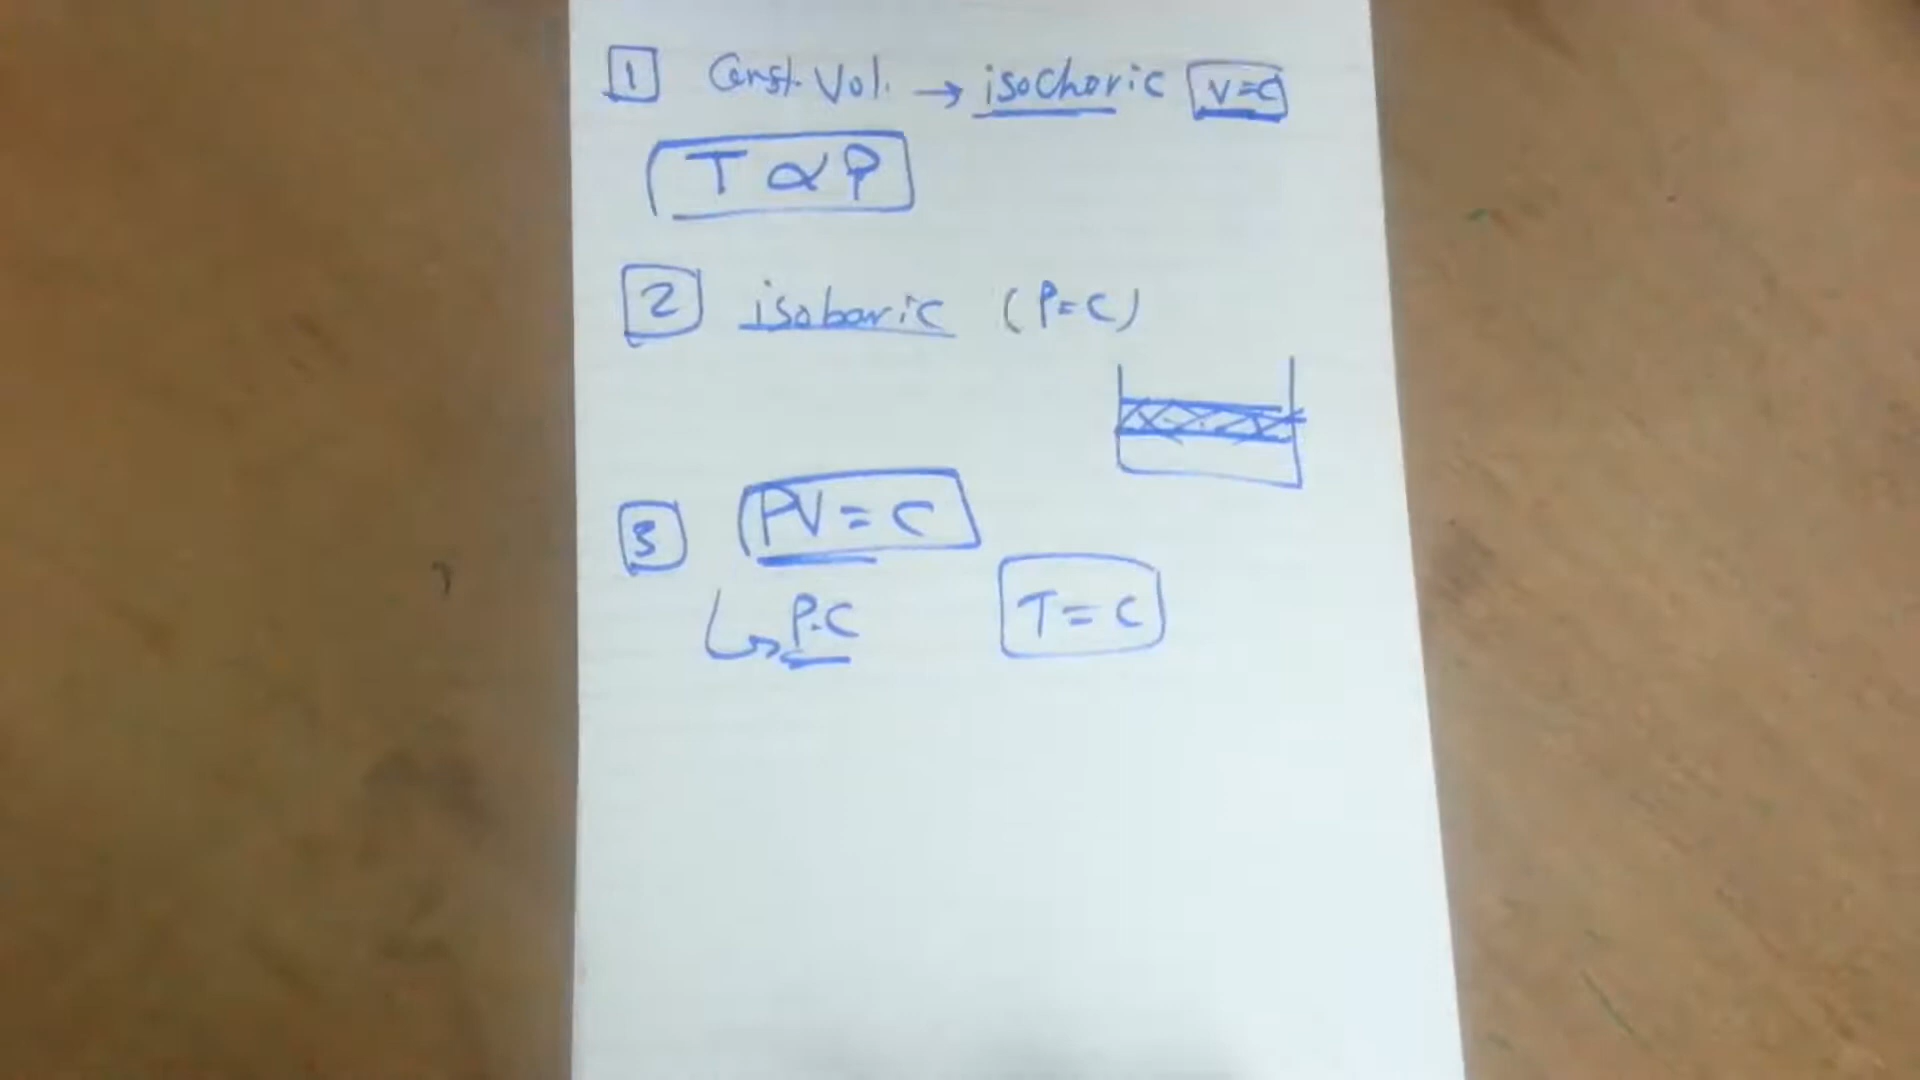 1 Const. Vol. → isochoric V=C
T ∝ P
2 isobaric (P=C)
3 PV=C
↳ P.C T=C